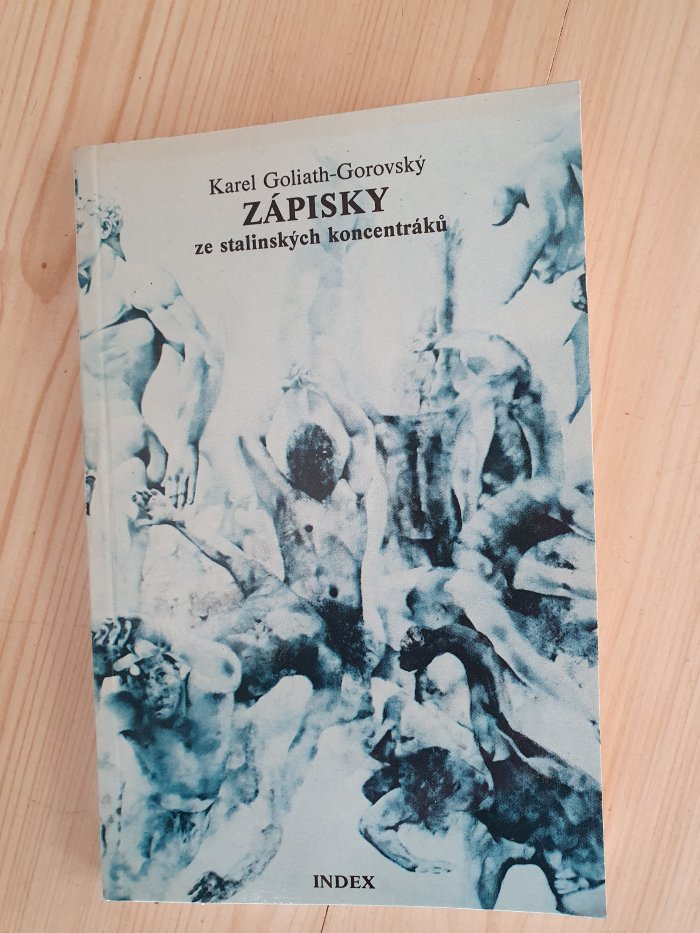 Karel Goliath-Gorovský
ZÁPISKY
ze stalinských koncentráků
INDEX